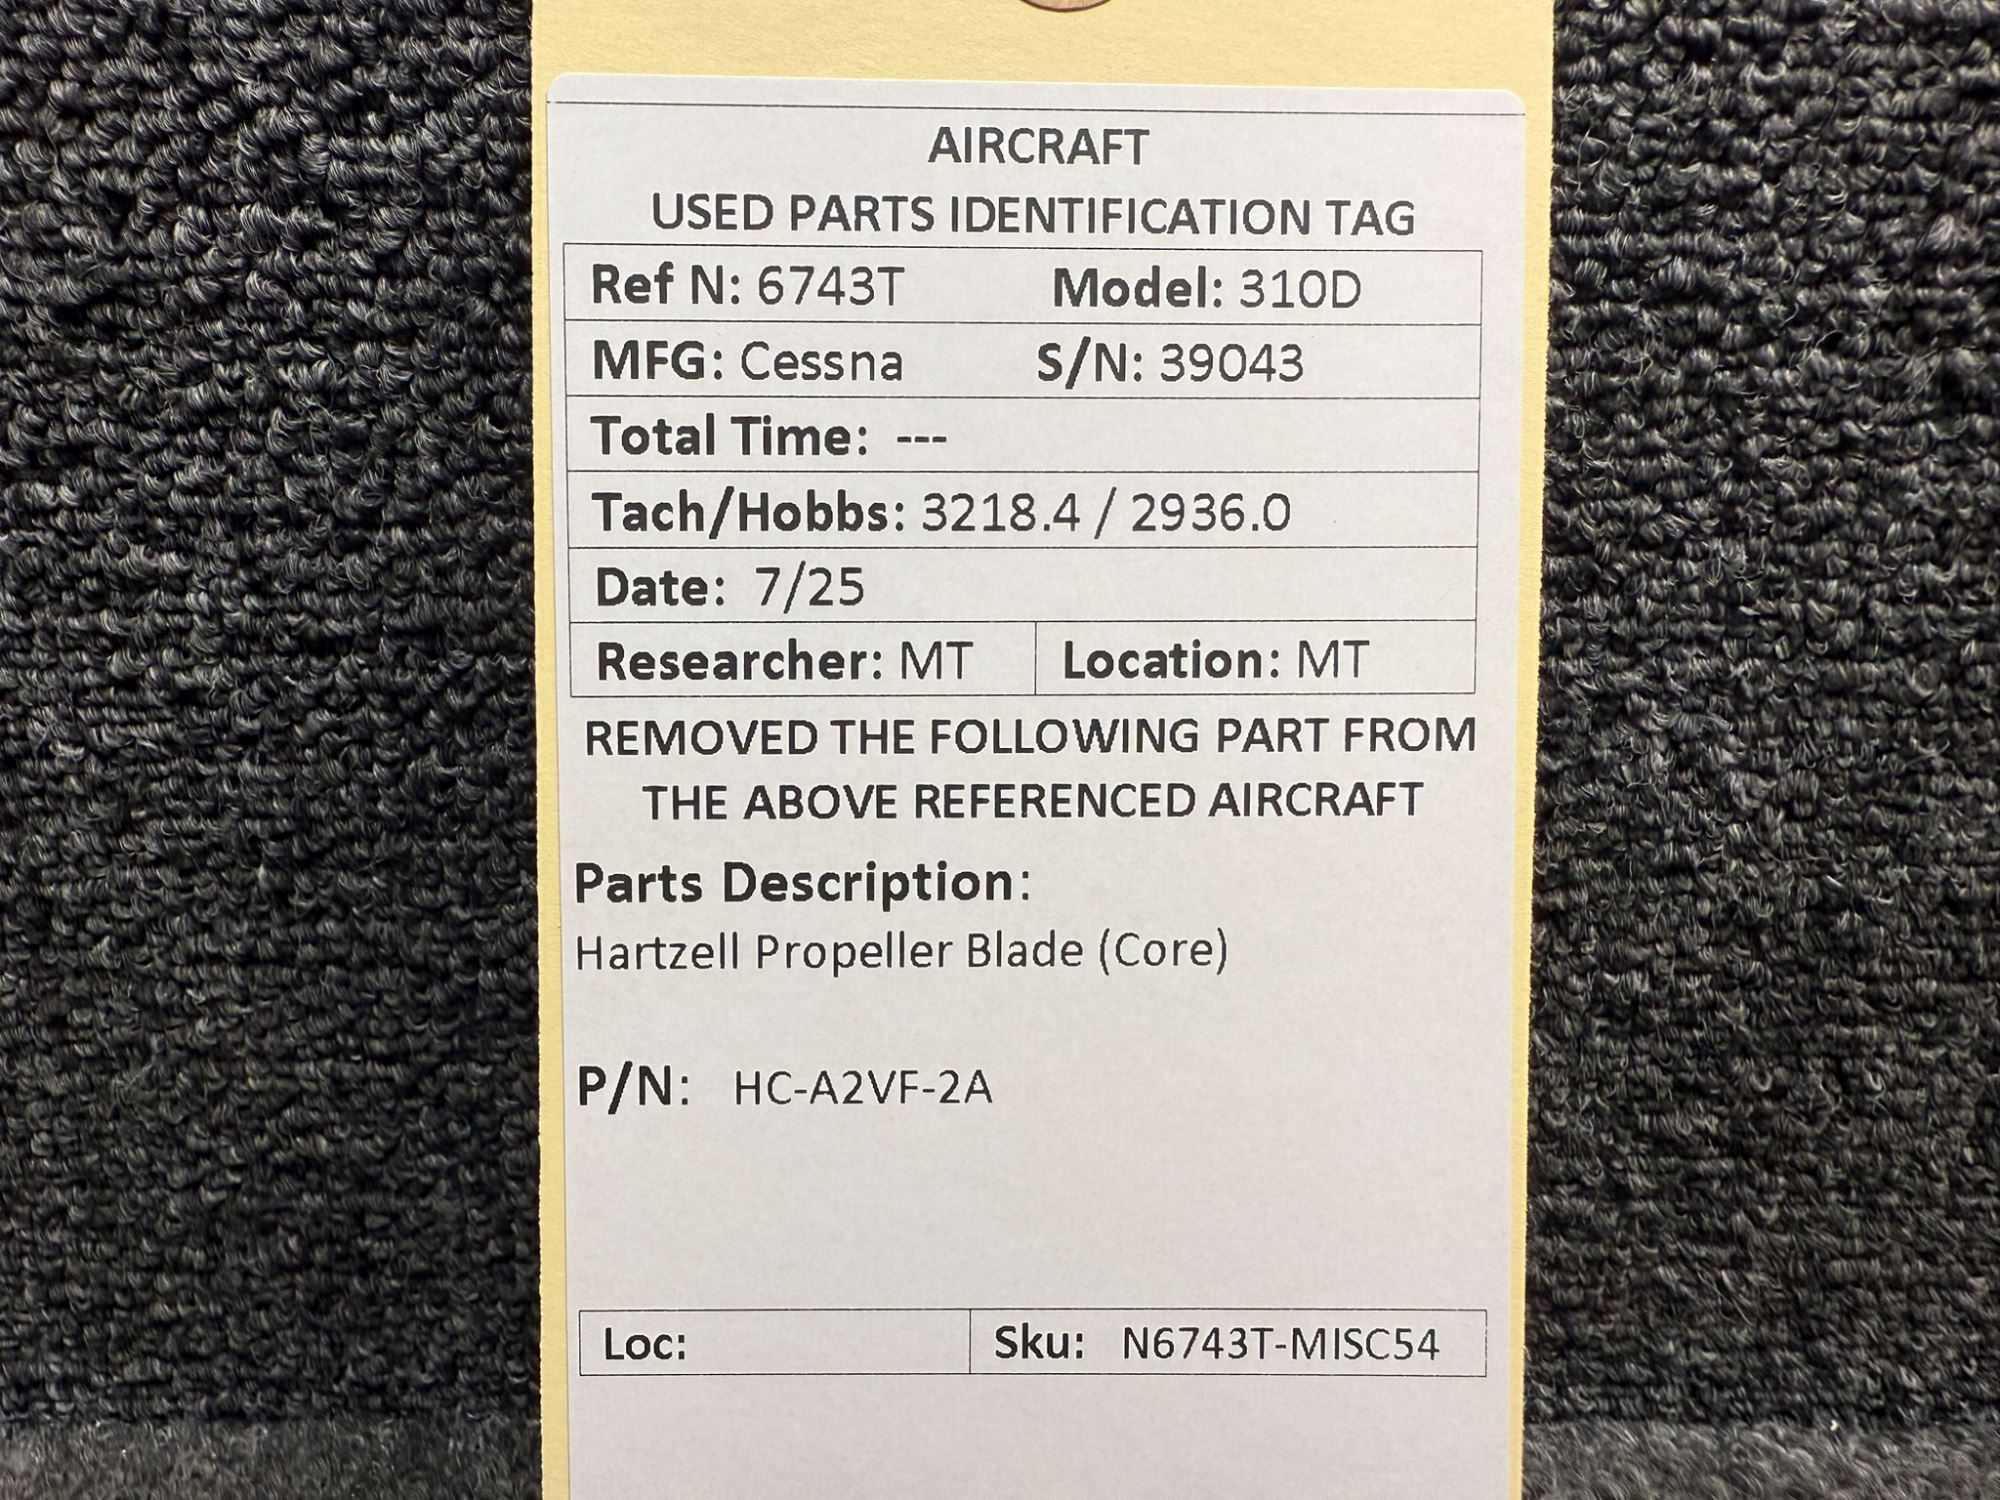 AIRCRAFT
USED PARTS IDENTIFICATION TAG
Ref N: 6743T Model: 310D
MFG: Cessna S/N: 39043
Total Time: ---
Tach/Hobbs: 3218.4 / 2936.0
Date: 7/25
Researcher: MT Location: MT
REMOVED THE FOLLOWING PART FROM
THE ABOVE REFERENCED AIRCRAFT
Parts Description:
Hartzell Propeller Blade (Core)
P/N: HC-A2VF-2A
Loc: Sku: N6743T-MISC54